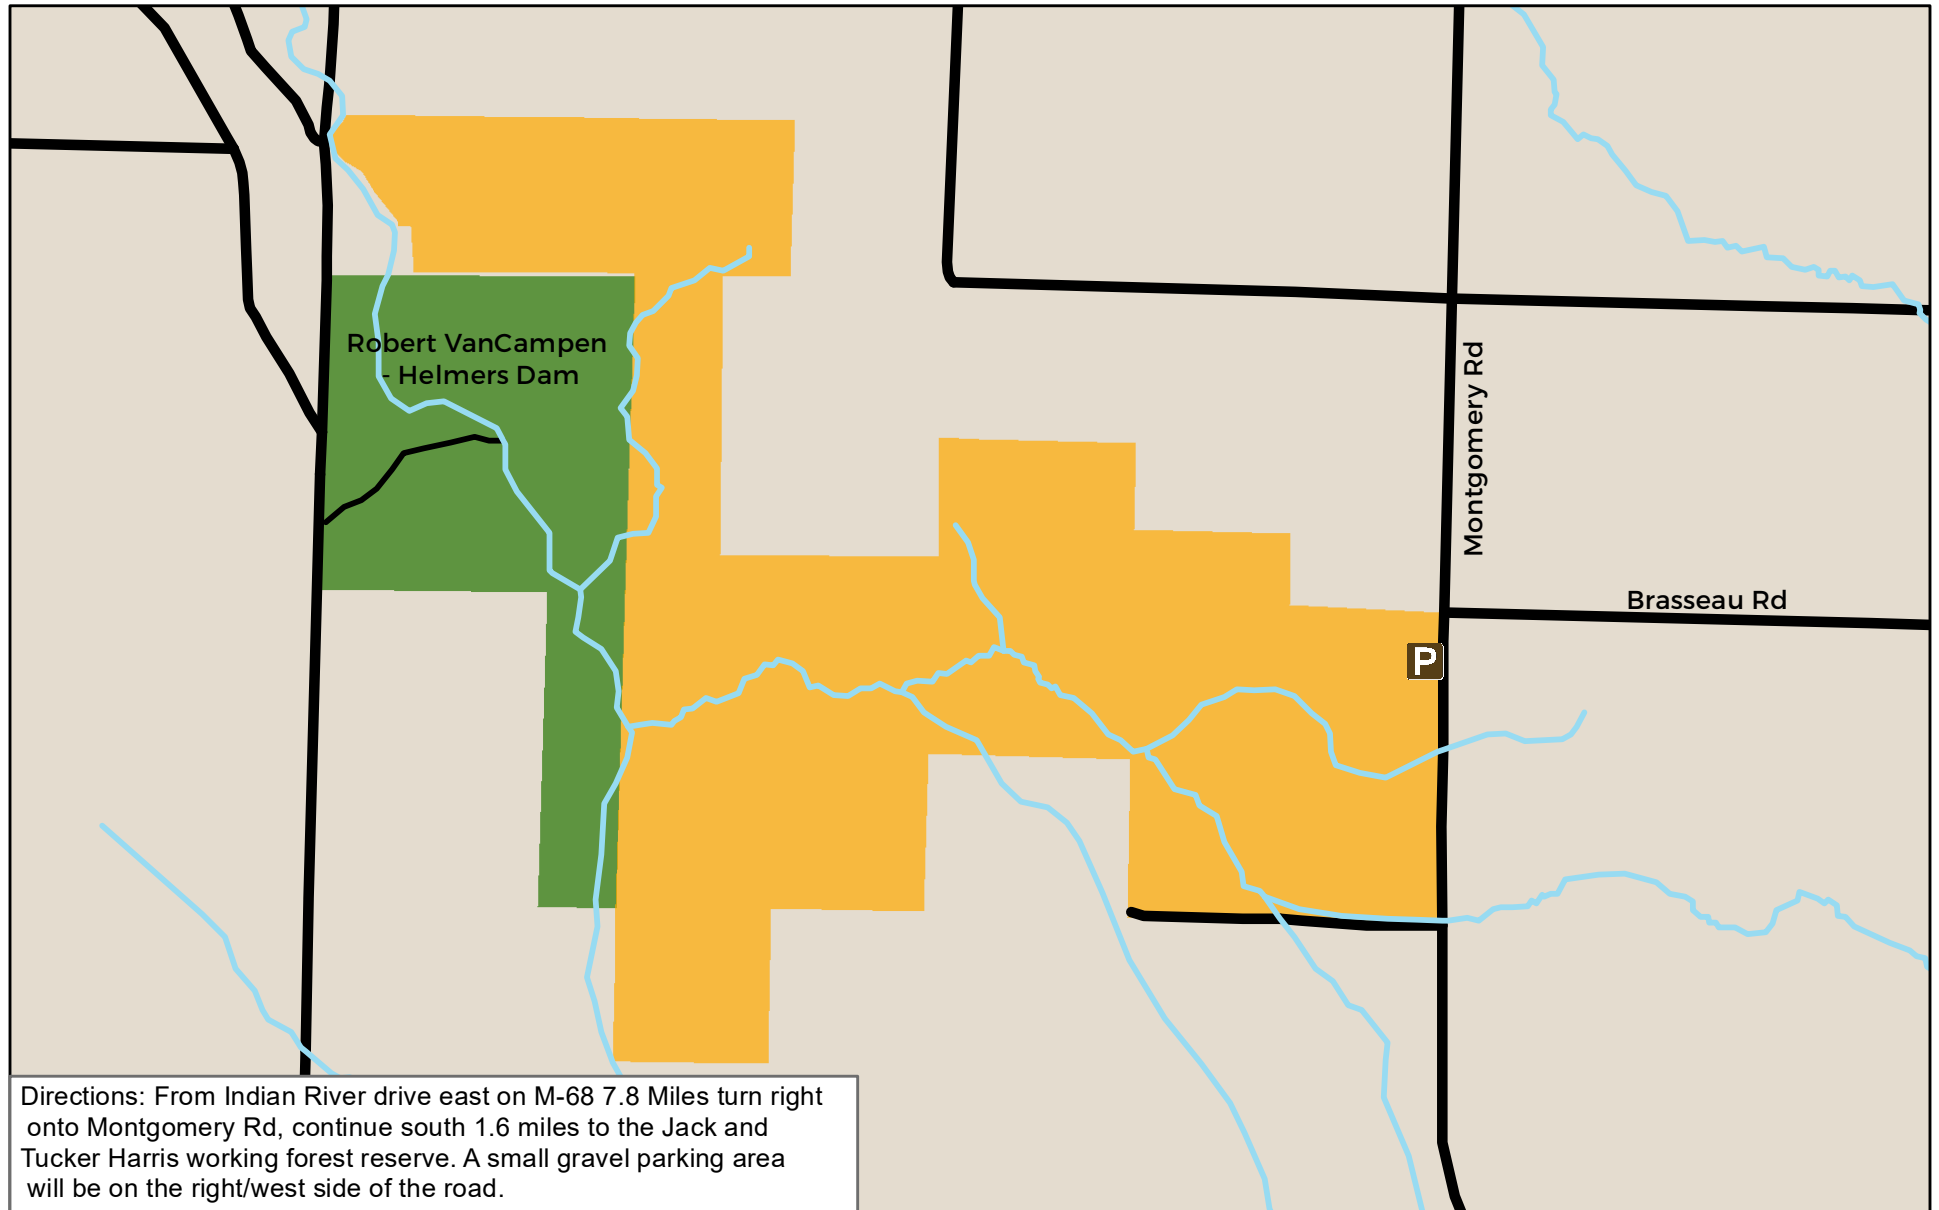 Robert VanCampen
- Helmers Dam
Montgomery Rd
Brasseau Rd
P
Directions: From Indian River drive east on M-68 7.8 Miles turn right
onto Montgomery Rd, continue south 1.6 miles to the Jack and
Tucker Harris working forest reserve. A small gravel parking area
will be on the right/west side of the road.